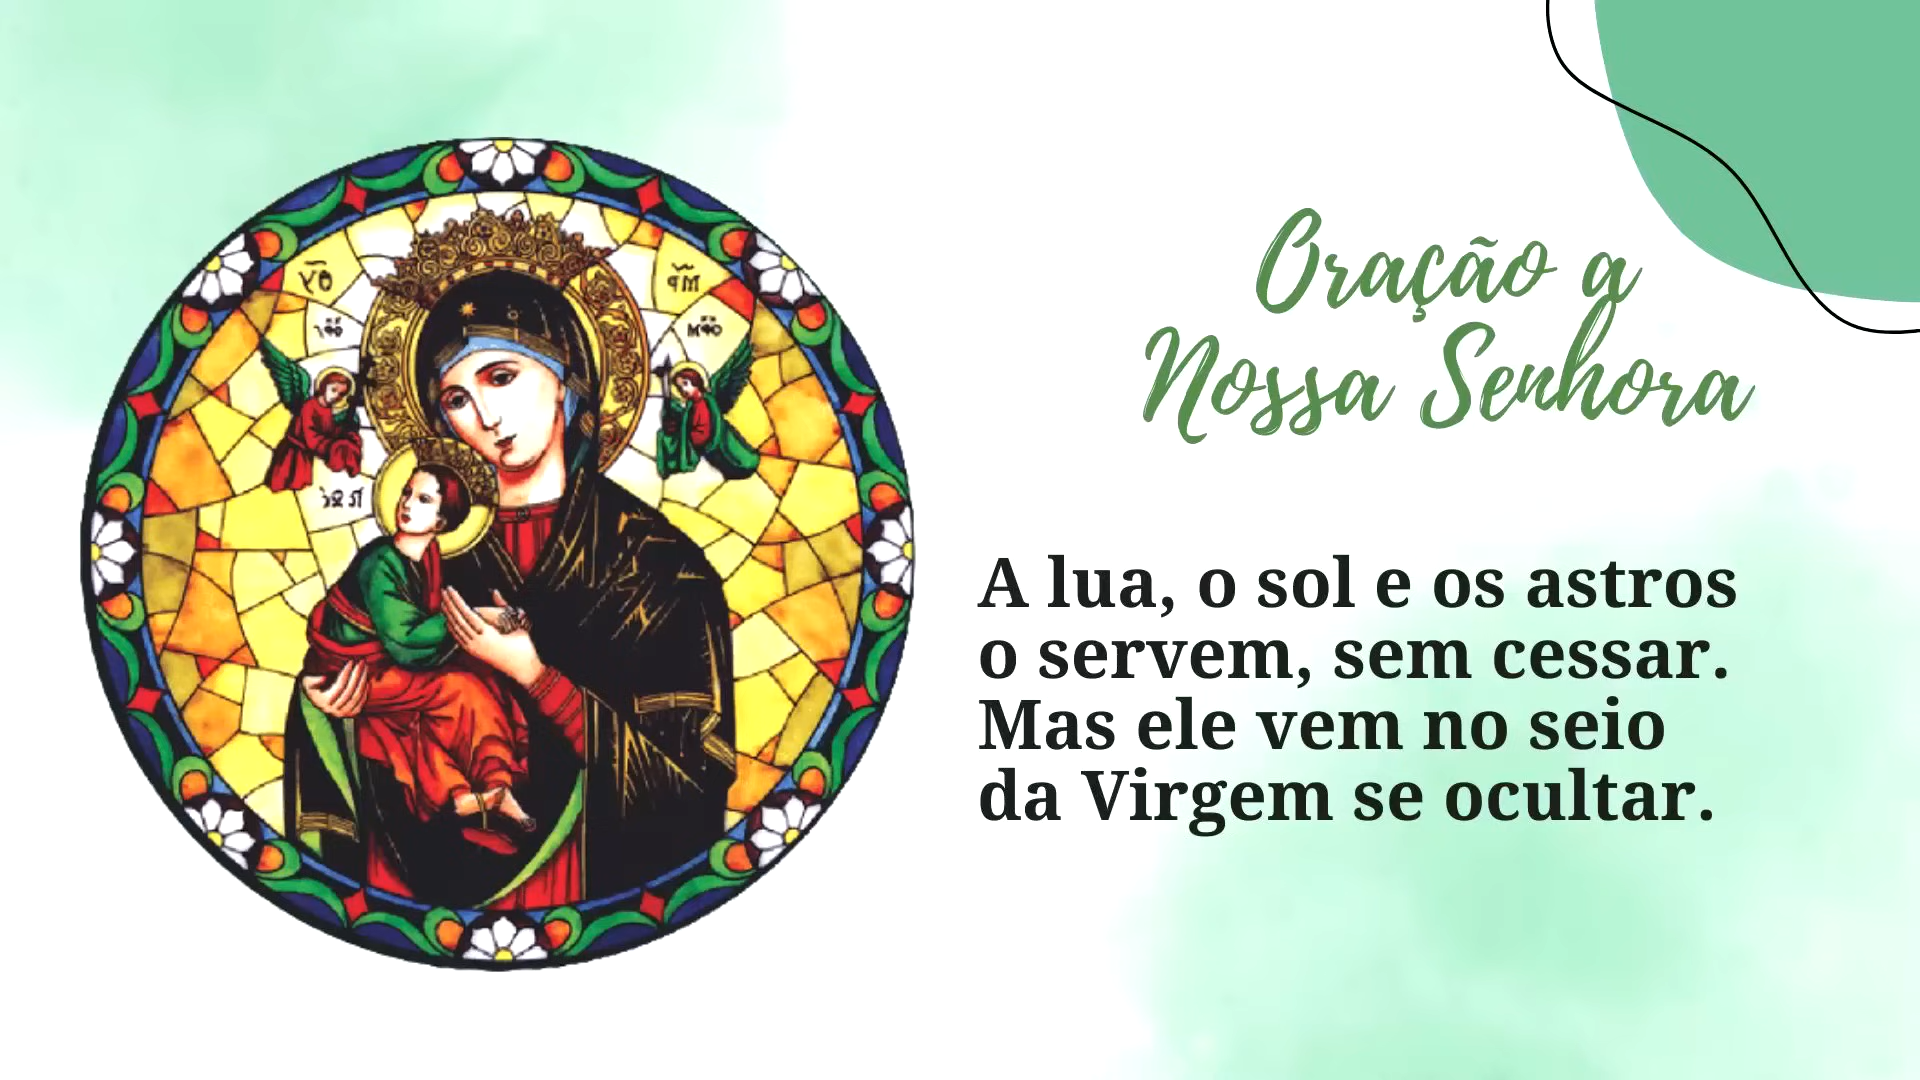 Oração a
Nossa Senhora
A lua, o sol e os astros
o servem, sem cessar.
Mas ele vem no seio
da Virgem se ocultar.